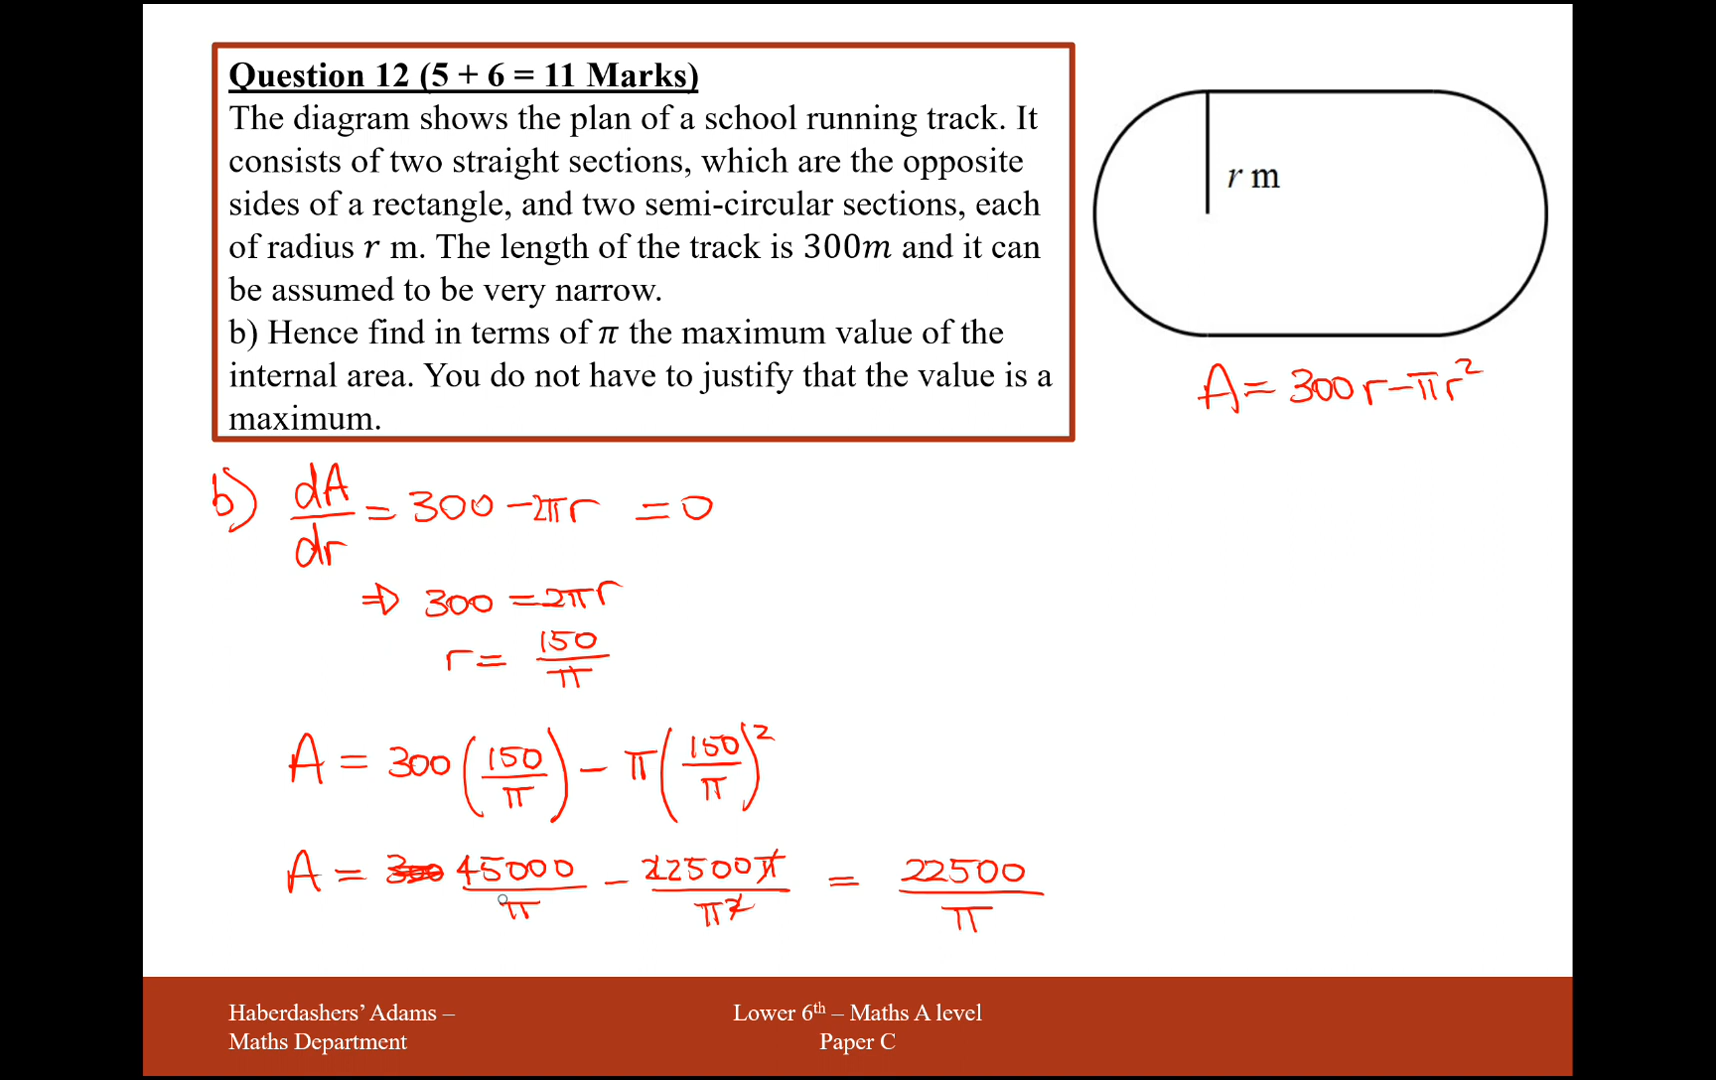 Question 12 (5 + 6 = 11 Marks)
The diagram shows the plan of a school running track. It
consists of two straight sections, which are the opposite
sides of a rectangle, and two semi-circular sections, each
of radius r m. The length of the track is 300m and it can
be assumed to be very narrow.
b) Hence find in terms of π the maximum value of the
internal area. You do not have to justify that the value is a
maximum.
r m
A = 300r − πr²
b) dA/dr = 300 − 2πr = 0
⇒ 300 = 2πr
r = 150/π
A = 300(150/π) − π(150/π)²
A = 300 45000/π − 22500π/π² = 22500/π
Haberdashers’ Adams –
Maths Department
Lower 6th – Maths A level
Paper C